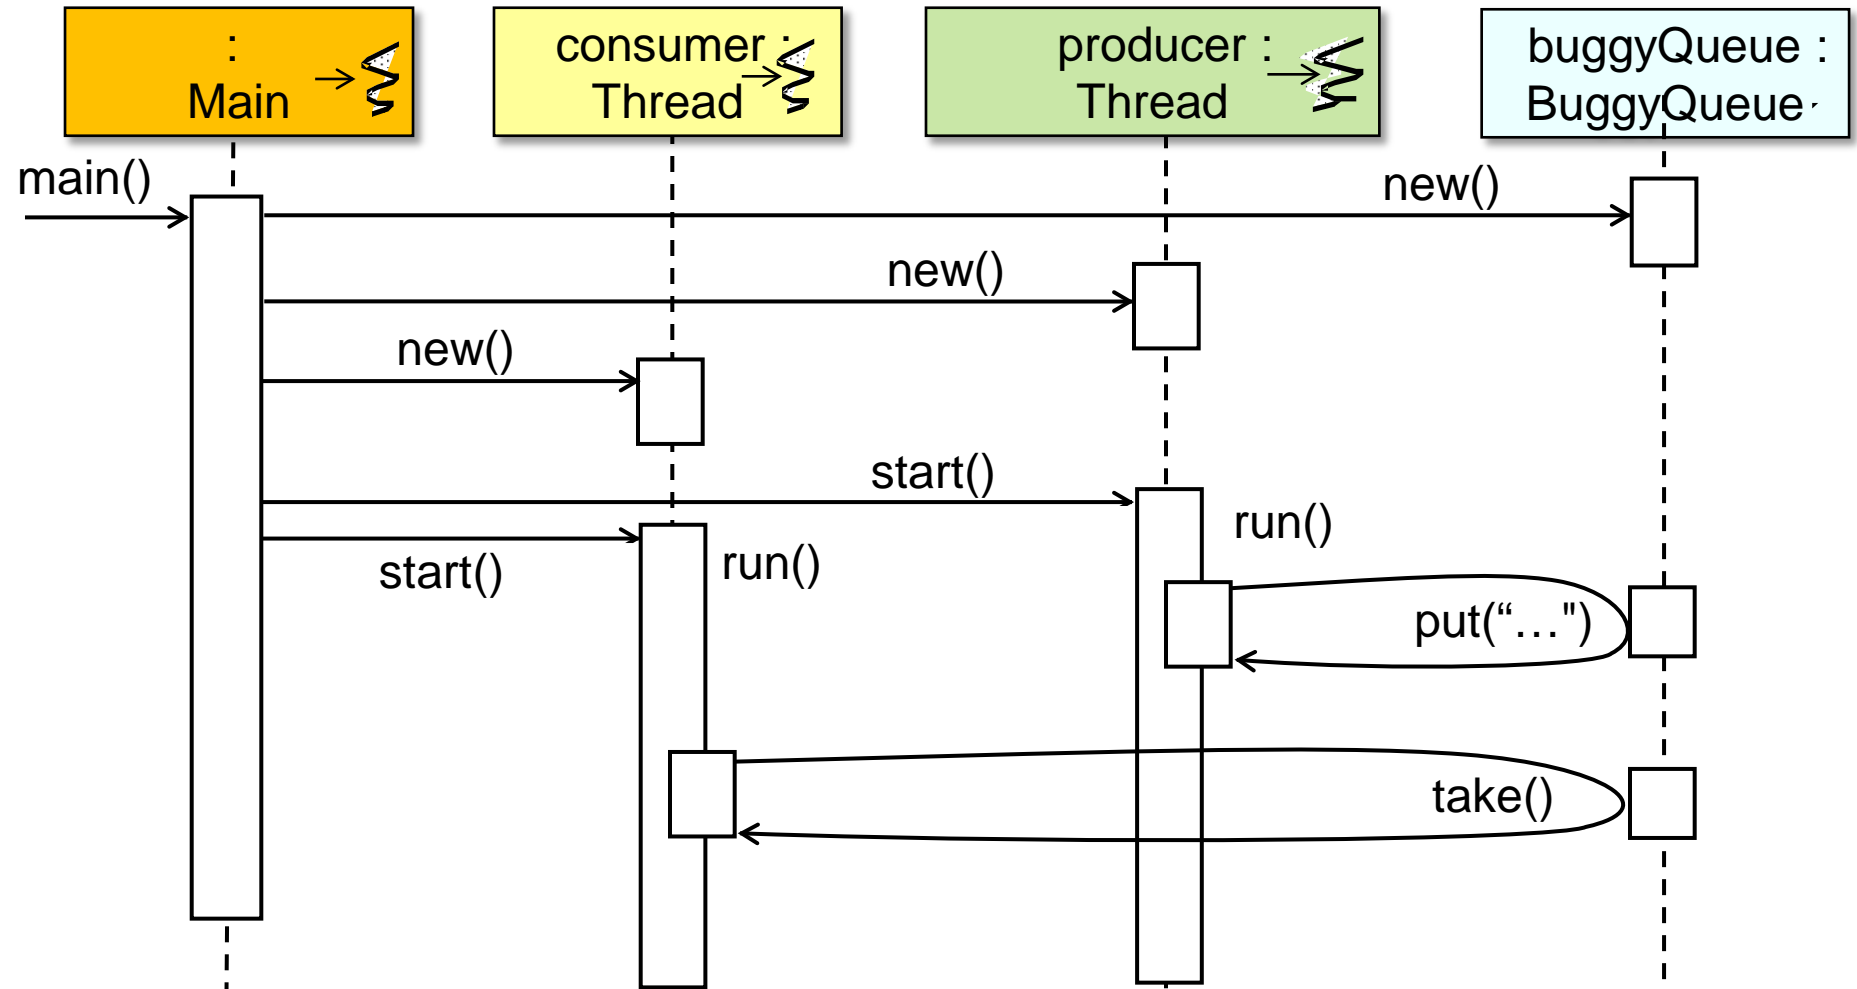 :
Main
consumer :
Thread
producer :
Thread
buggyQueue :
BuggyQueue
main()
new()
new()
new()
start()
run()
start()
run()
put(“…")
take()